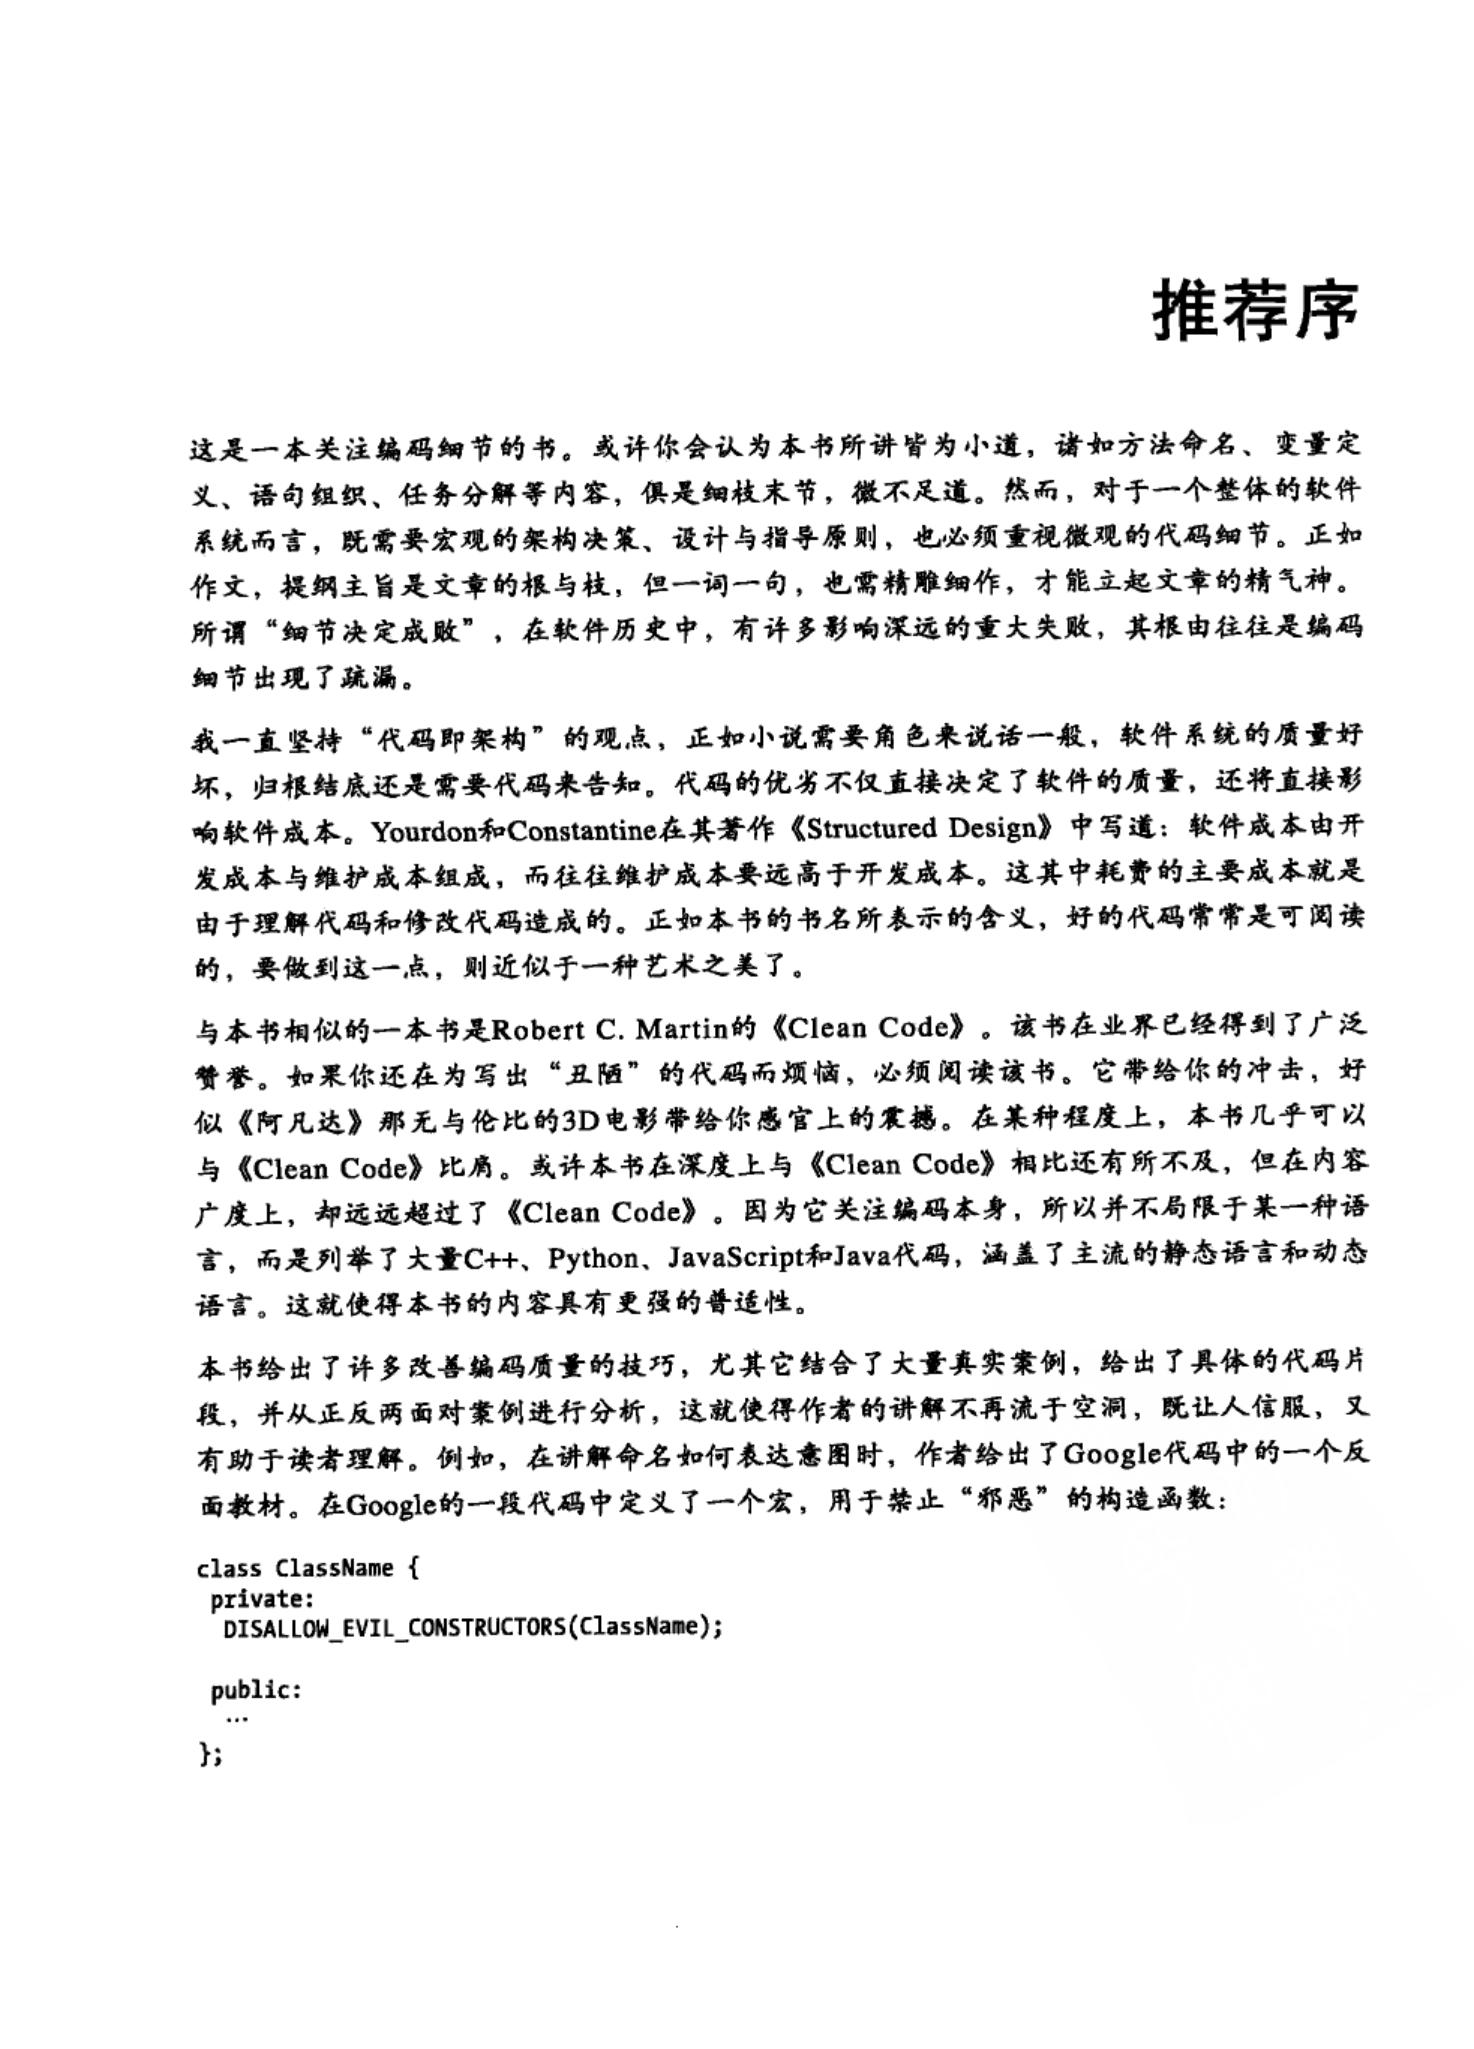 推荐序
这是一本关注编码细节的书。或许你会认为本书所讲皆为小道，诸如方法命名、变量定
义、语句组织、任务分解等内容，俱是细枝末节，微不足道。然而，对于一个整体的软件
系统而言，既需要宏观的架构决策、设计与指导原则，也必须重视微观的代码细节。正如
作文，提纲主旨是文章的根与枝，但一词一句，也需精雕细作，才能立起文章的精气神。
所谓“细节决定成败”，在软件历史中，有许多影响深远的重大失败，其根由往往是编码
细节出现了疏漏。
我一直坚持“代码即架构”的观点，正如小说需要角色来说话一般，软件系统的质量好
坏，归根结底还是需要代码来告知。代码的优劣不仅直接决定了软件的质量，还将直接影
响软件成本。Yourdon和Constantine在其著作《Structured Design》中写道：软件成本由开
发成本与维护成本组成，而往往维护成本要远高于开发成本。这其中耗费的主要成本就是
由于理解代码和修改代码造成的。正如本书的书名所表示的含义，好的代码常常是可阅读
的，要做到这一点，则近似于一种艺术之美了。
与本书相似的一本书是Robert C. Martin的《Clean Code》。该书在业界已经得到了广泛
赞誉。如果你还在为写出“丑陋”的代码而烦恼，必须阅读该书。它带给你的冲击，好
似《阿凡达》那无与伦比的3D电影带给你感官上的震撼。在某种程度上，本书几乎可以
与《Clean Code》比肩。或许本书在深度上与《Clean Code》相比还有所不及，但在内容
广度上，却远远超过了《Clean Code》。因为它关注编码本身，所以并不局限于某一种语
言，而是列举了大量C++、Python、JavaScript和Java代码，涵盖了主流的静态语言和动态
语言。这就使得本书的内容具有更强的普适性。
本书给出了许多改善编码质量的技巧，尤其它结合了大量真实案例，给出了具体的代码片
段，并从正反两面对案例进行分析，这就使得作者的讲解不再流于空洞，既让人信服，又
有助于读者理解。例如，在讲解命名如何表达意图时，作者给出了Google代码中的一个反
面教材。在Google的一段代码中定义了一个宏，用于禁止“邪恶”的构造函数：
class ClassName {
private:
DISALLOW_EVIL_CONSTRUCTORS(ClassName);
public:
…
};